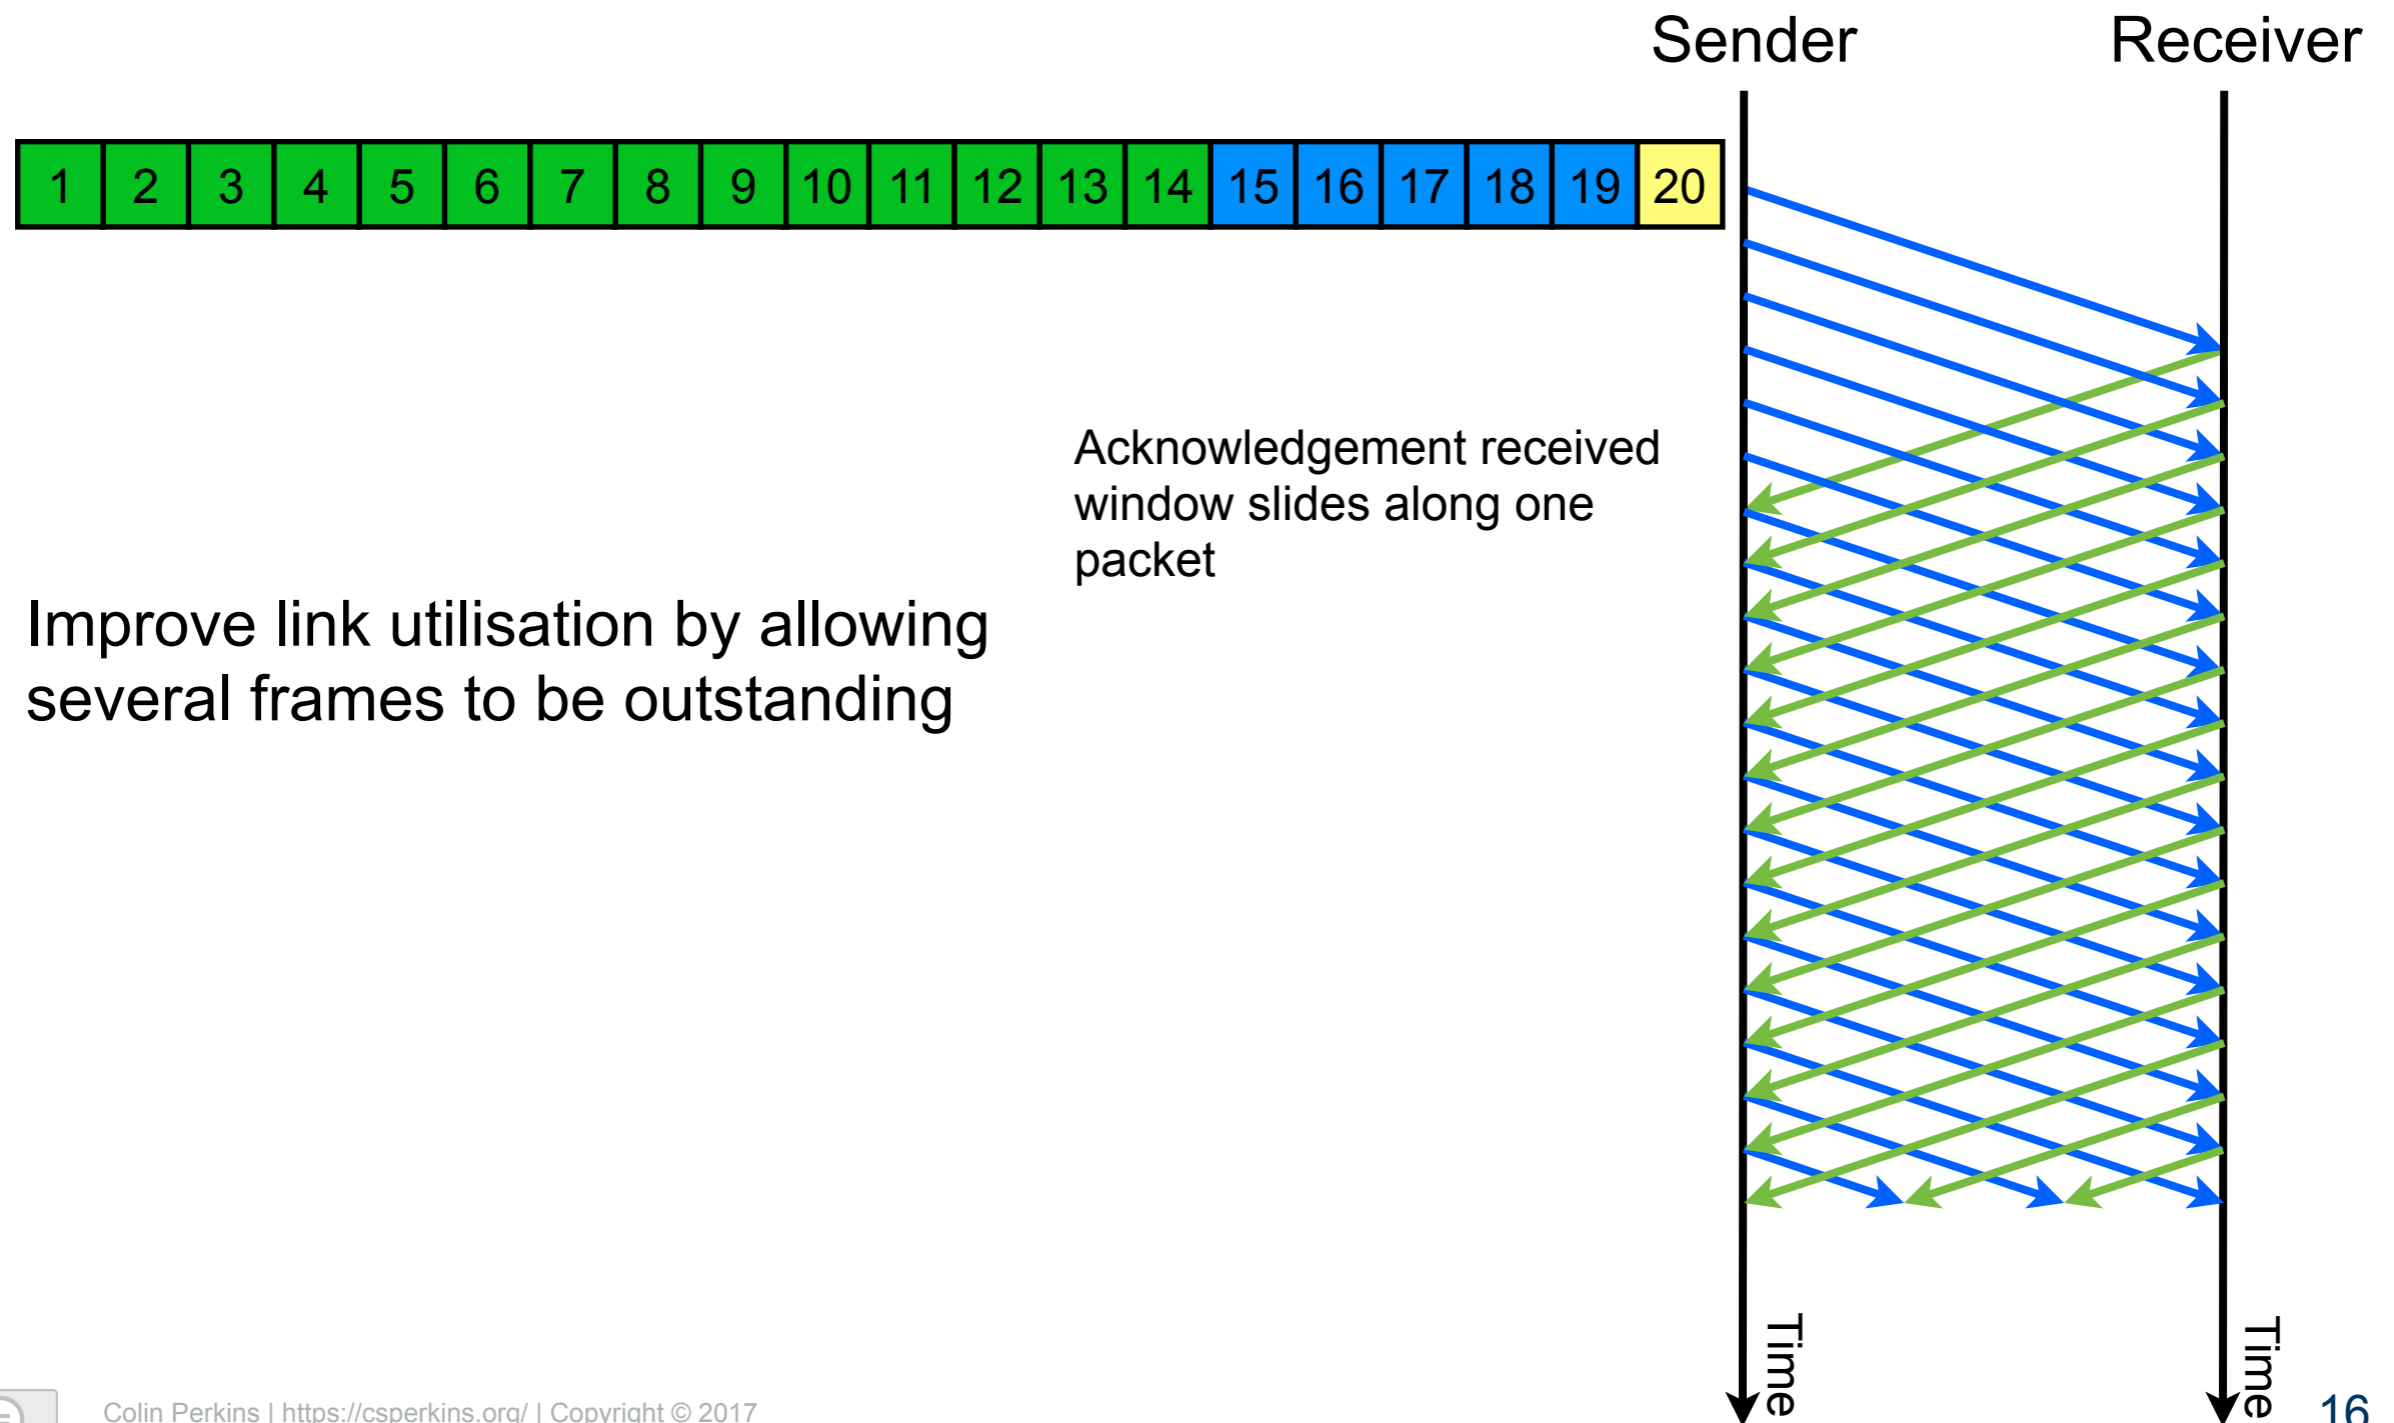 Sender Receiver
1 2 3 4 5 6 7 8 9 10 11 12 13 14 15 16 17 18 19 20
Acknowledgement received
window slides along one
packet
Improve link utilisation by allowing
several frames to be outstanding
Time
Time
Colin Perkins | https://csperkins.org/ | Copyright © 2017
16